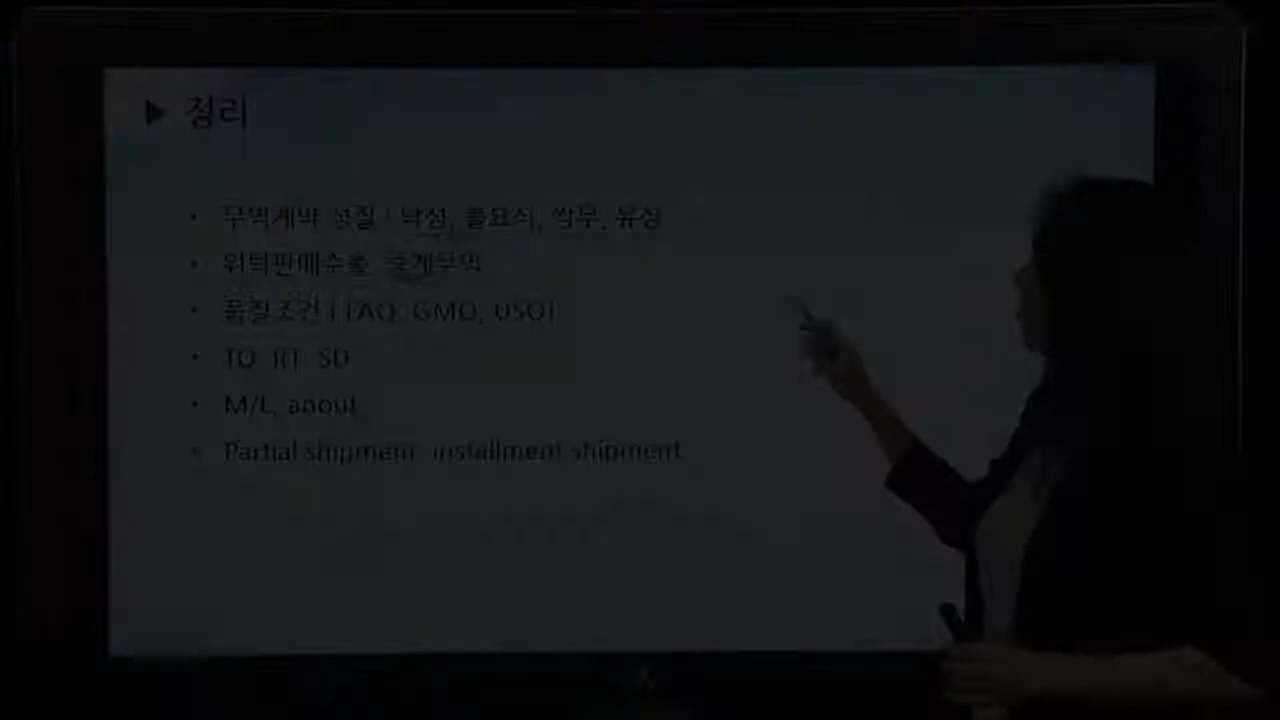 ▶ 정리
• 무역계약 성질 : 낙성, 불요식, 쌍무, 유상
• 위탁판매수출 중계무역
• 품질조건 ( FAQ, GMQ, USQ)
• TQ RT SD
• M/L, about
• Partial shipment installment shipment